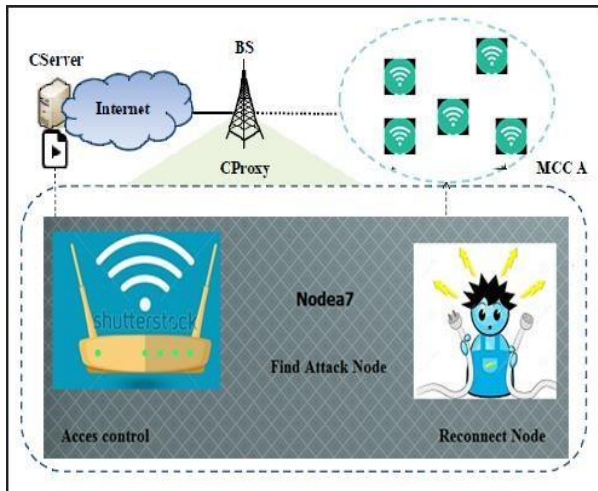 BS
CServer
Internet
CProxy
MCC A
shutterstock
Nodea7
Find Attack Node
Acces control
Reconnect Node